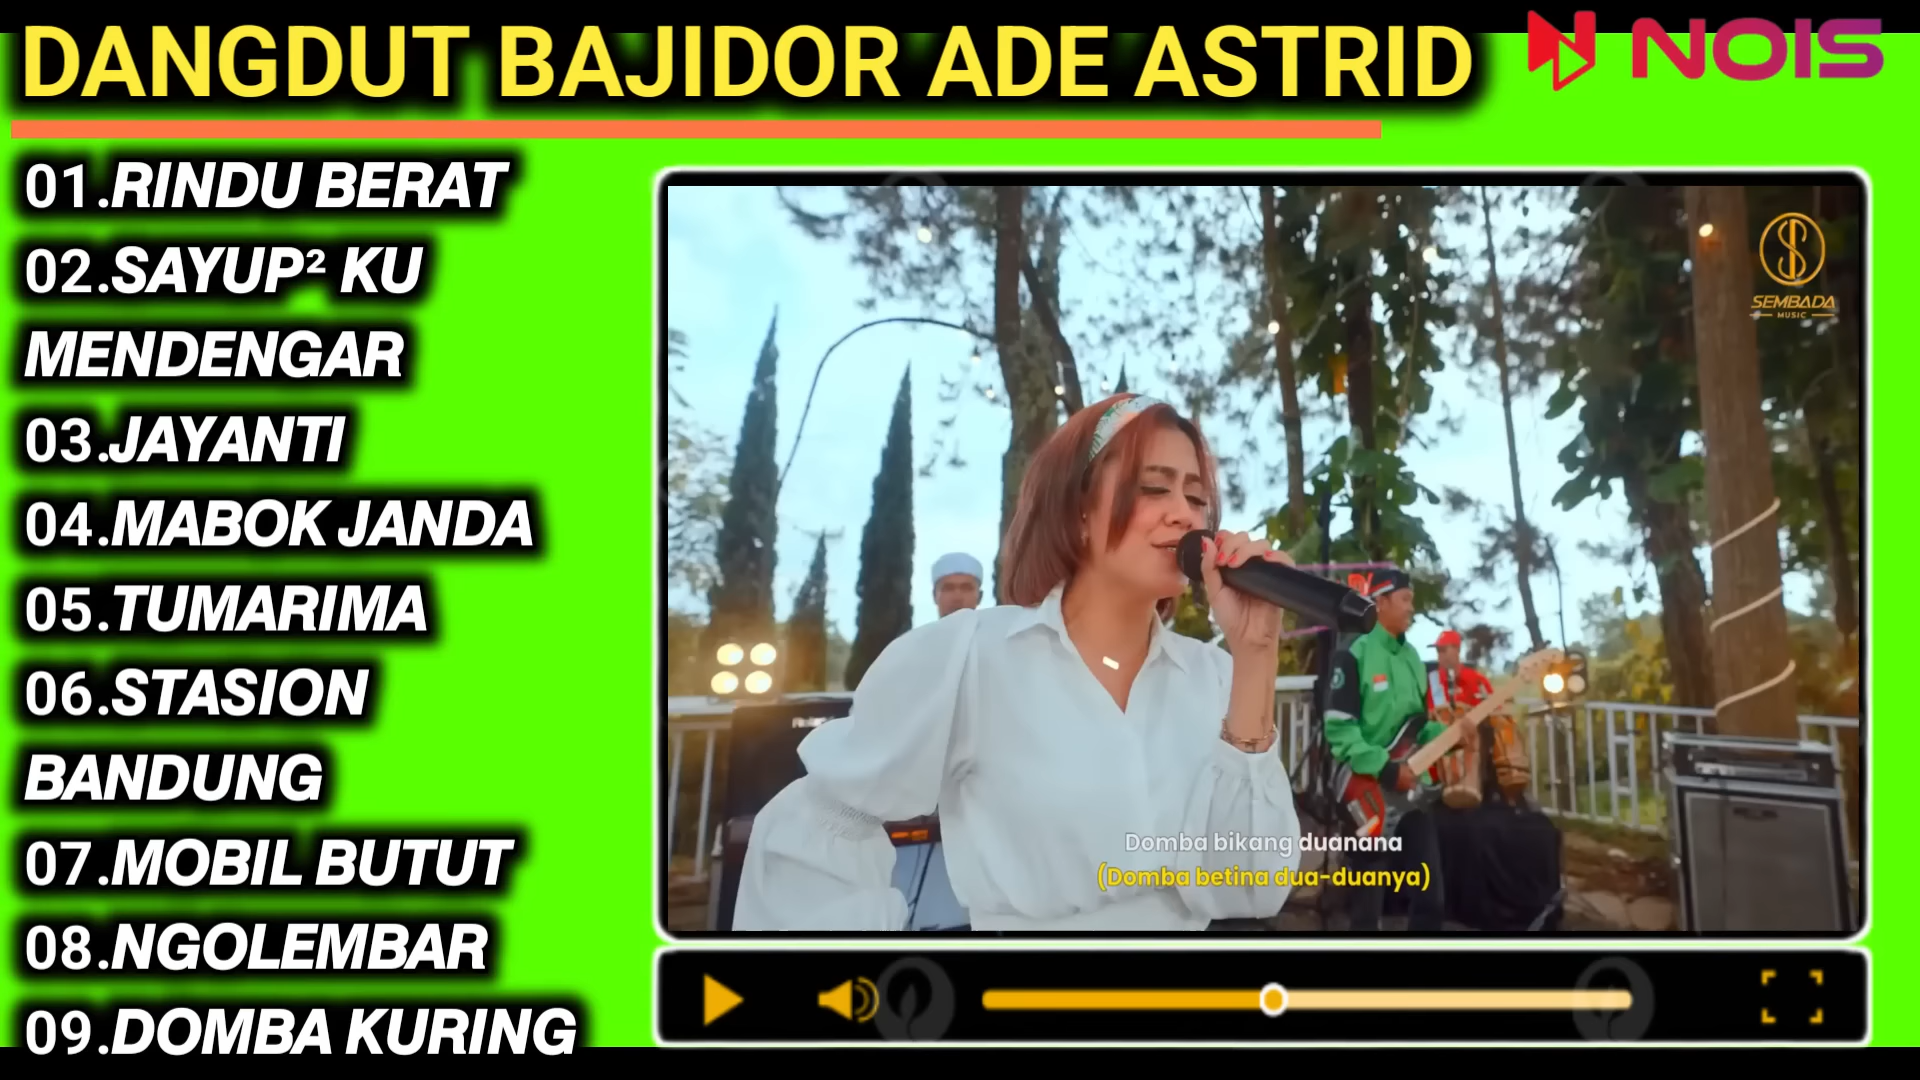 DANGDUT BAJIDOR ADE ASTRID
NOIS
01.RINDU BERAT
02.SAYUP² KU
MENDENGAR
03.JAYANTI
04.MABOK JANDA
05.TUMARIMA
06.STASION
BANDUNG
07.MOBIL BUTUT
08.NGOLEMBAR
09.DOMBA KURING
SEMBADA
MUSIC
Domba bikang duanana
(Domba betina dua-duanya)